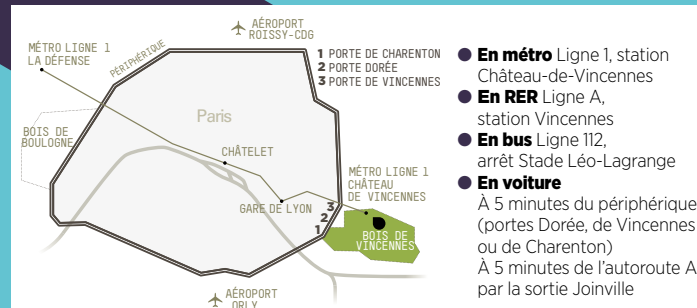 AÉROPORT
ROISSY-CDG
MÉTRO LIGNE 1
LA DÉFENSE
PÉRIPHÉRIQUE
1 PORTE DE CHARENTON
2 PORTE DORÉE
3 PORTE DE VINCENNES
Paris
BOIS DE
BOULOGNE
CHÂTELET
MÉTRO LIGNE 1
CHÂTEAU
DE VINCENNES
GARE DE LYON
3
2
1
BOIS DE
VINCENNES
AÉROPORT
ORLY
● En métro Ligne 1, station
Château-de-Vincennes
● En RER Ligne A,
station Vincennes
● En bus Ligne 112,
arrêt Stade Léo-Lagrange
● En voiture
À 5 minutes du périphérique
(portes Dorée, de Vincennes
ou de Charenton)
À 5 minutes de l'autoroute A
par la sortie Joinville